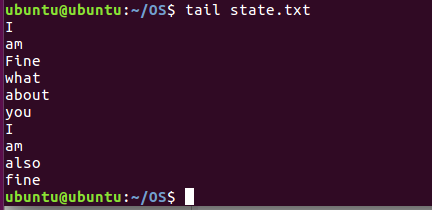 ubuntu@ubuntu:~/OS$ tail state.txt
I
am
Fine
what
about
you
I
am
also
fine
ubuntu@ubuntu:~/OS$